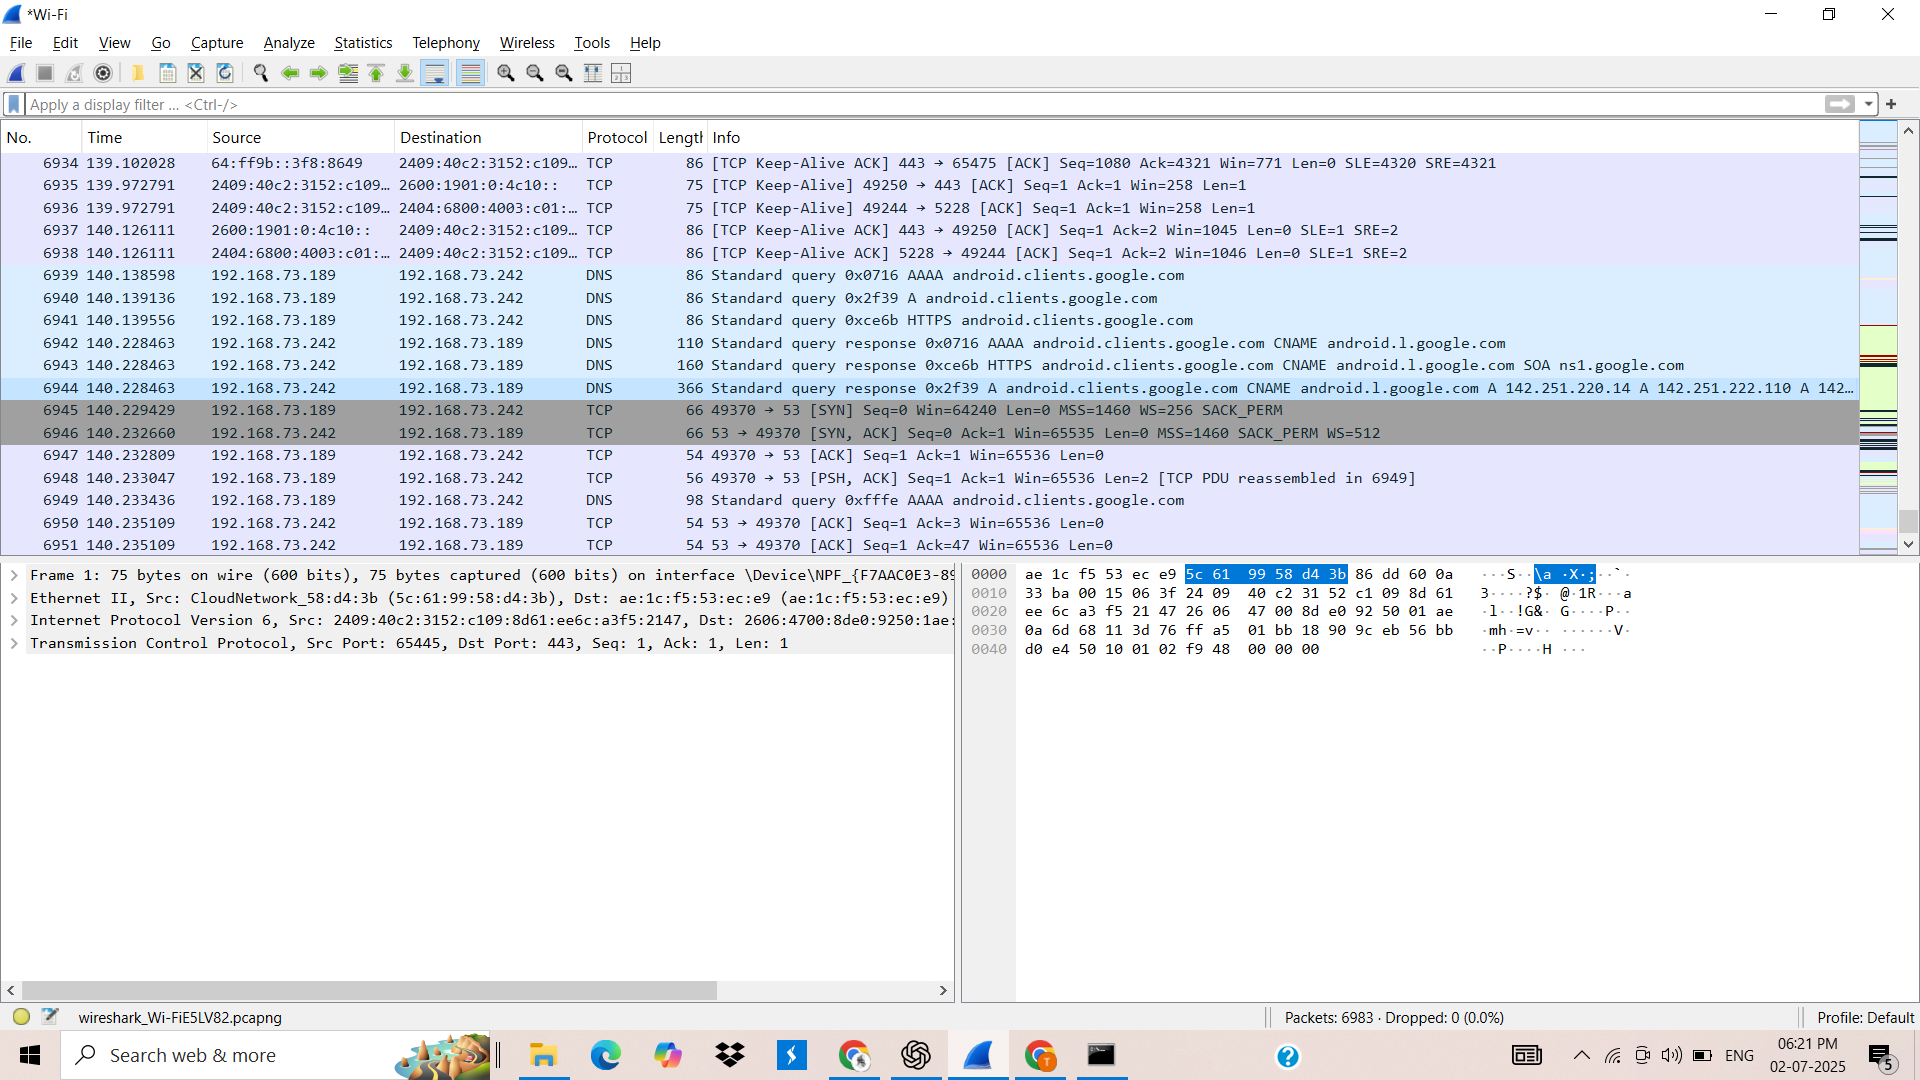 *Wi-Fi
File Edit View Go Capture Analyze Statistics Telephony Wireless Tools Help
Apply a display filter ... <Ctrl-/>
No. Time Source Destination Protocol Length Info
6934 139.102028 64:ff9b::3f8:8649 2409:40c2:3152:c109… TCP 86 [TCP Keep-Alive ACK] 443 → 65475 [ACK] Seq=1080 Ack=4321 Win=771 Len=0 SLE=4320 SRE=4321
6935 139.972791 2409:40c2:3152:c109… 2600:1901:0:4c10:: TCP 75 [TCP Keep-Alive] 49250 → 443 [ACK] Seq=1 Ack=1 Win=258 Len=1
6936 139.972791 2409:40c2:3152:c109… 2404:6800:4003:c01:… TCP 75 [TCP Keep-Alive] 49244 → 5228 [ACK] Seq=1 Ack=1 Win=258 Len=1
6937 140.126111 2600:1901:0:4c10:: 2409:40c2:3152:c109… TCP 86 [TCP Keep-Alive ACK] 443 → 49250 [ACK] Seq=1 Ack=2 Win=1045 Len=0 SLE=1 SRE=2
6938 140.126111 2404:6800:4003:c01:… 2409:40c2:3152:c109… TCP 86 [TCP Keep-Alive ACK] 5228 → 49244 [ACK] Seq=1 Ack=2 Win=1046 Len=0 SLE=1 SRE=2
6939 140.138598 192.168.73.189 192.168.73.242 DNS 86 Standard query 0x0716 AAAA android.clients.google.com
6940 140.139136 192.168.73.189 192.168.73.242 DNS 86 Standard query 0x2f39 A android.clients.google.com
6941 140.139556 192.168.73.189 192.168.73.242 DNS 86 Standard query 0xce6b HTTPS android.clients.google.com
6942 140.228463 192.168.73.242 192.168.73.189 DNS 110 Standard query response 0x0716 AAAA android.clients.google.com CNAME android.l.google.com
6943 140.228463 192.168.73.242 192.168.73.189 DNS 160 Standard query response 0xce6b HTTPS android.clients.google.com CNAME android.l.google.com SOA ns1.google.com
6944 140.228463 192.168.73.242 192.168.73.189 DNS 366 Standard query response 0x2f39 A android.clients.google.com CNAME android.l.google.com A 142.251.220.14 A 142.251.222.110 A 142…
6945 140.229429 192.168.73.189 192.168.73.242 TCP 66 49370 → 53 [SYN] Seq=0 Win=64240 Len=0 MSS=1460 WS=256 SACK_PERM
6946 140.232660 192.168.73.242 192.168.73.189 TCP 66 53 → 49370 [SYN, ACK] Seq=0 Ack=1 Win=65535 Len=0 MSS=1460 SACK_PERM WS=512
6947 140.232809 192.168.73.189 192.168.73.242 TCP 54 49370 → 53 [ACK] Seq=1 Ack=1 Win=65536 Len=0
6948 140.233047 192.168.73.189 192.168.73.242 TCP 56 49370 → 53 [PSH, ACK] Seq=1 Ack=1 Win=65536 Len=2 [TCP PDU reassembled in 6949]
6949 140.233436 192.168.73.189 192.168.73.242 DNS 98 Standard query 0xfffe AAAA android.clients.google.com
6950 140.235109 192.168.73.242 192.168.73.189 TCP 54 53 → 49370 [ACK] Seq=1 Ack=3 Win=65536 Len=0
6951 140.235109 192.168.73.242 192.168.73.189 TCP 54 53 → 49370 [ACK] Seq=1 Ack=47 Win=65536 Len=0
Frame 1: 75 bytes on wire (600 bits), 75 bytes captured (600 bits) on interface \Device\NPF_{F7AAC0E3-89
Ethernet II, Src: CloudNetwork_58:d4:3b (5c:61:99:58:d4:3b), Dst: ae:1c:f5:53:ec:e9 (ae:1c:f5:53:ec:e9)
Internet Protocol Version 6, Src: 2409:40c2:3152:c109:8d61:ee6c:a3f5:2147, Dst: 2606:4700:8de0:9250:1ae:
Transmission Control Protocol, Src Port: 65445, Dst Port: 443, Seq: 1, Ack: 1, Len: 1
0000 ae 1c f5 53 ec e9 5c 61 99 58 d4 3b 86 dd 60 0a ···S··\a ·X·;··`·
0010 33 ba 00 15 06 3f 24 09 40 c2 31 52 c1 09 8d 61 3····?$· @·1R···a
0020 ee 6c a3 f5 21 47 26 06 47 00 8d e0 92 50 01 ae ·l··!G&· G····P··
0030 0a 6d 68 11 3d 76 ff a5 01 bb 18 90 9c eb 56 bb ·mh·=v·· ······V·
0040 d0 e4 50 10 01 02 f9 48 00 00 00 ··P····H ···
wireshark_Wi-FiE5LV82.pcapng Packets: 6983 · Dropped: 0 (0.0%) Profile: Default
Search web & more ENG 06:21 PM
02-07-2025 5